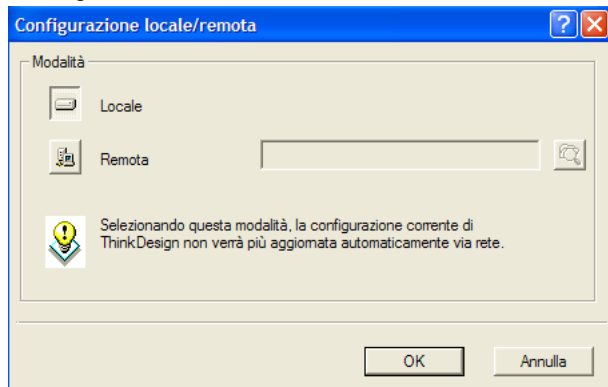 Configurazione locale/remota
Modalità
Locale
Remota
Selezionando questa modalità, la configurazione corrente di
ThinkDesign non verrà più aggiornata automaticamente via rete.
OK
Annulla